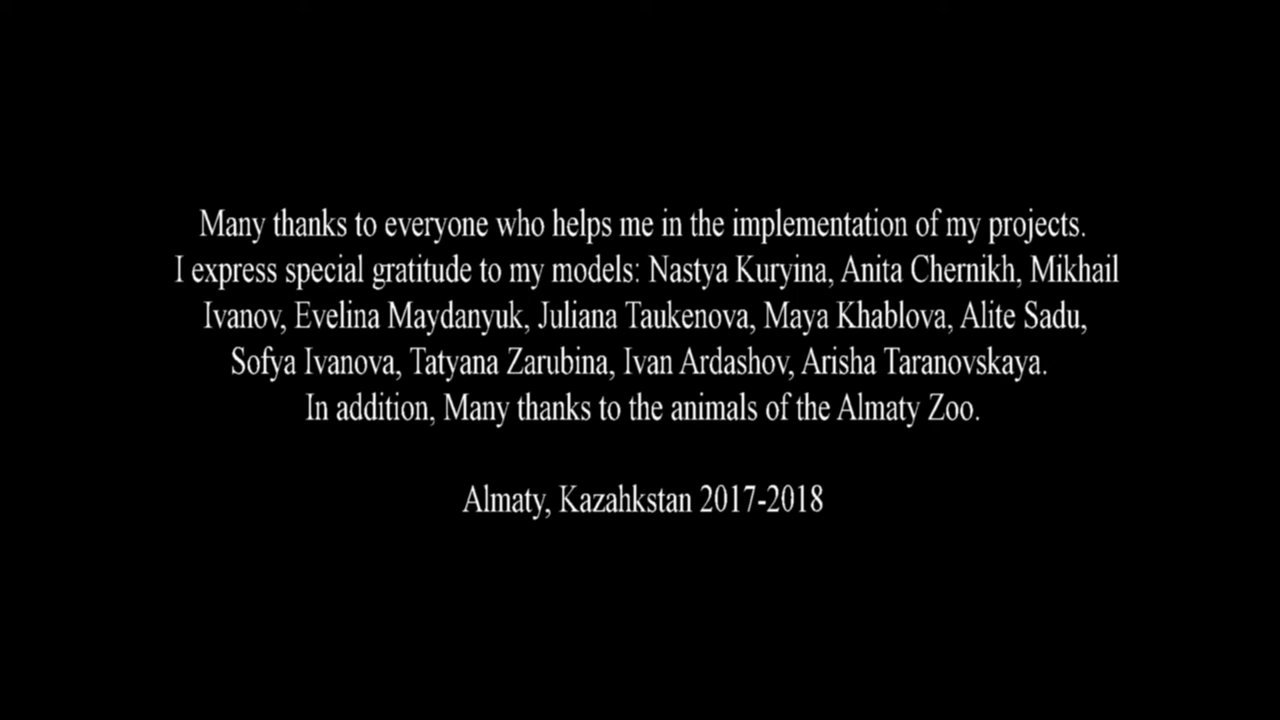 Many thanks to everyone who helps me in the implementation of my projects.
I express special gratitude to my models: Nastya Kuryina, Anita Chernikh, Mikhail
Ivanov, Evelina Maydanyuk, Juliana Taukenova, Maya Khablova, Alite Sadu,
Sofya Ivanova, Tatyana Zarubina, Ivan Ardashov, Arisha Taranovskaya.
In addition, Many thanks to the animals of the Almaty Zoo.
Almaty, Kazahkstan 2017-2018